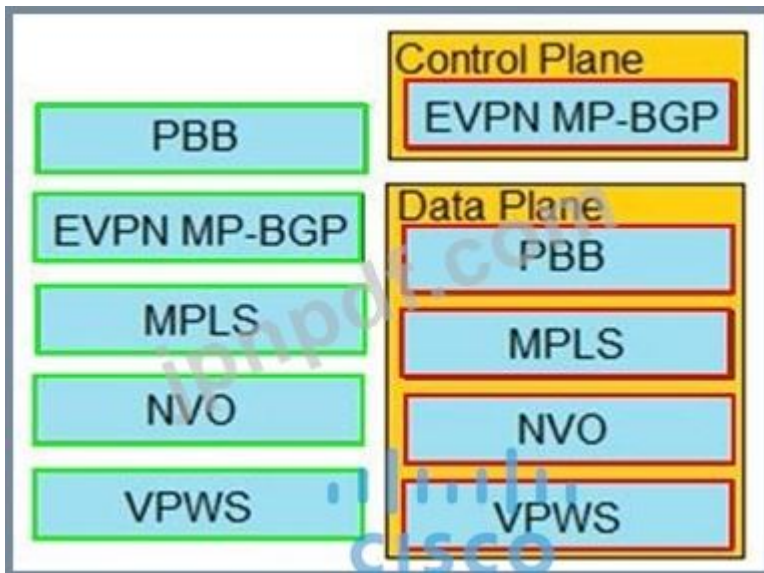 PBB
EVPN MP-BGP
MPLS
NVO
VPWS
Control Plane
EVPN MP-BGP
Data Plane
PBB
MPLS
NVO
VPWS
cisco